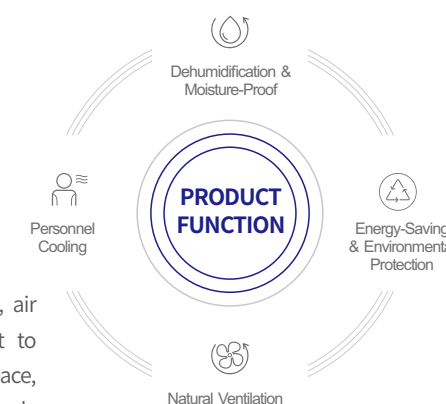 Dehumidification &
Moisture-Proof
PRODUCT
FUNCTION
Personnel
Cooling
Energy-Saving
& Environmenta
Protection
, air
t to
ace,
Natural Ventilation